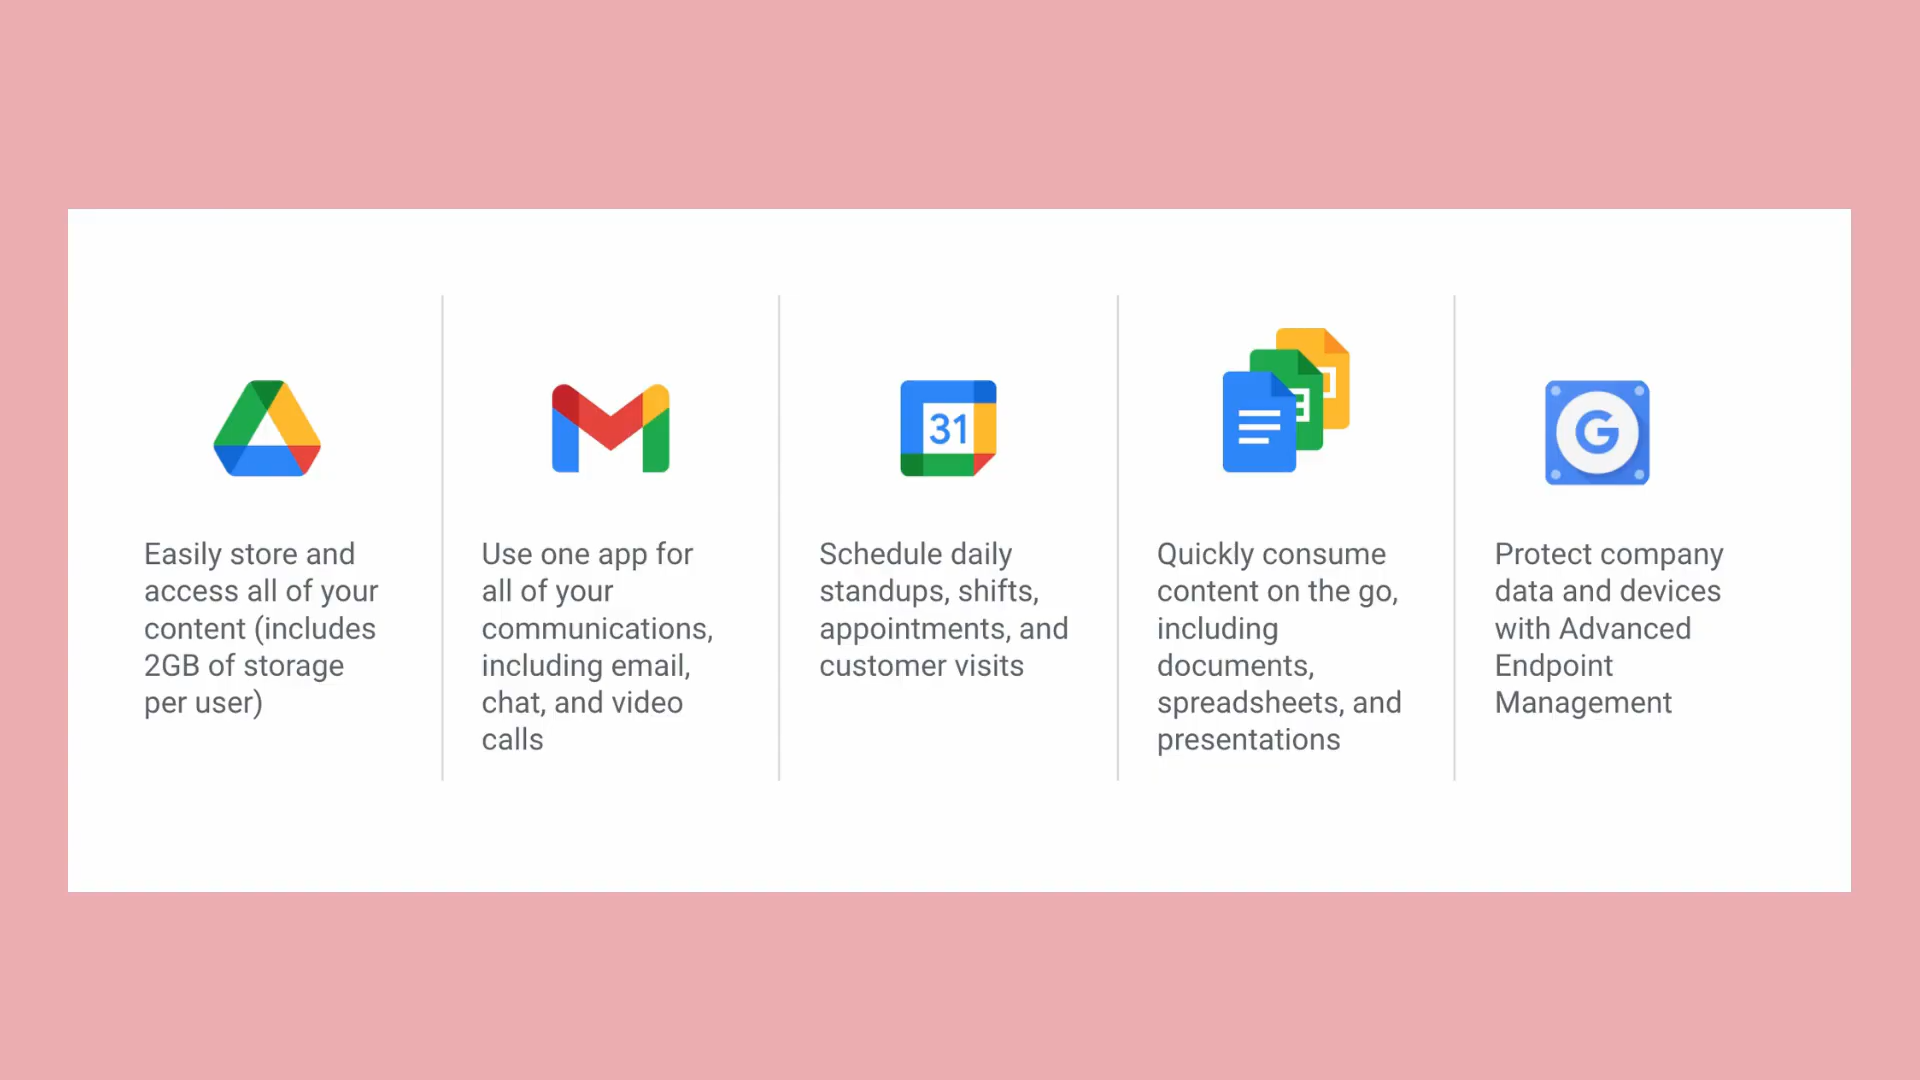 Easily store and
access all of your
content (includes
2GB of storage
per user)
Use one app for
all of your
communications,
including email,
chat, and video
calls
31
Schedule daily
standups, shifts,
appointments, and
customer visits
Quickly consume
content on the go,
including
documents,
spreadsheets, and
presentations
G
Protect company
data and devices
with Advanced
Endpoint
Management